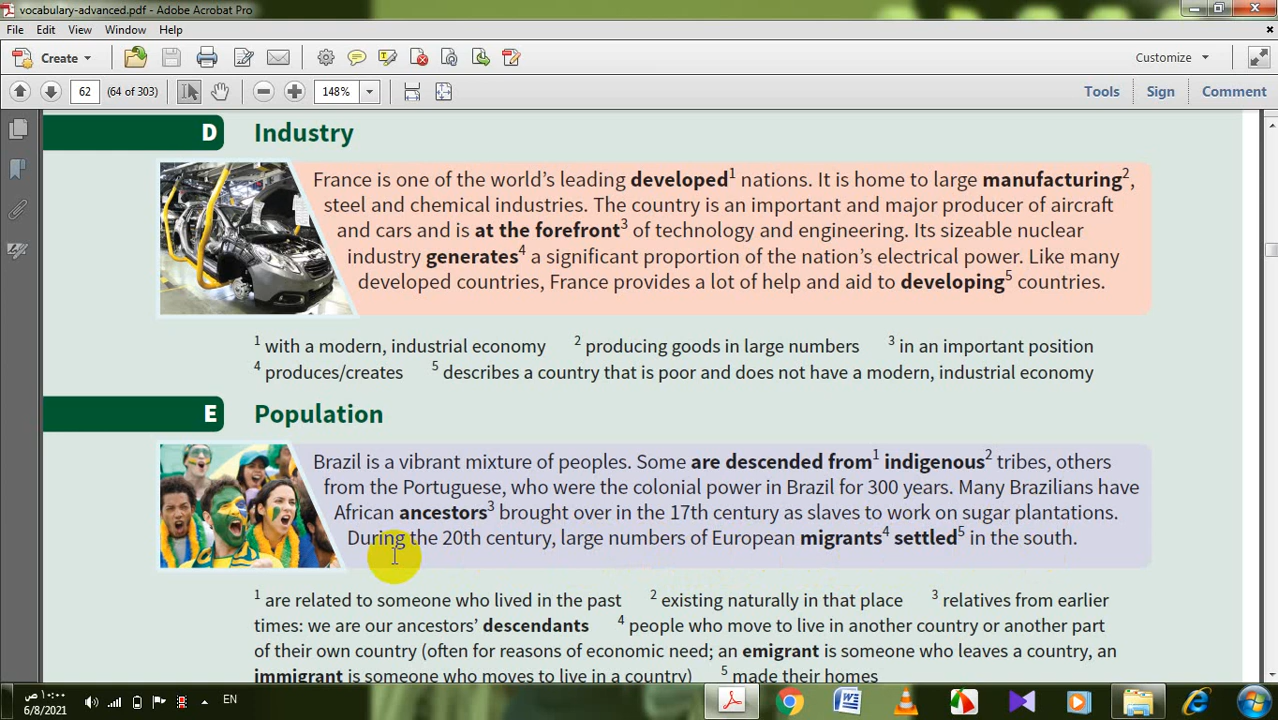 vocabulary-advanced.pdf - Adobe Acrobat Pro
File Edit View Window Help
Create Customize
62 (64 of 303) 148% Tools Sign Comment
D Industry
France is one of the world's leading developed1 nations. It is home to large manufacturing2,
steel and chemical industries. The country is an important and major producer of aircraft
and cars and is at the forefront3 of technology and engineering. Its sizeable nuclear
industry generates4 a significant proportion of the nation's electrical power. Like many
developed countries, France provides a lot of help and aid to developing5 countries.
1 with a modern, industrial economy 2 producing goods in large numbers 3 in an important position
4 produces/creates 5 describes a country that is poor and does not have a modern, industrial economy
E Population
Brazil is a vibrant mixture of peoples. Some are descended from1 indigenous2 tribes, others
from the Portuguese, who were the colonial power in Brazil for 300 years. Many Brazilians have
African ancestors3 brought over in the 17th century as slaves to work on sugar plantations.
During the 20th century, large numbers of European migrants4 settled5 in the south.
1 are related to someone who lived in the past 2 existing naturally in that place 3 relatives from earlier
times: we are our ancestors' descendants 4 people who move to live in another country or another part
of their own country (often for reasons of economic need; an emigrant is someone who leaves a country, an
immigrant is someone who moves to live in a country) 5 made their homes
EN ١٠:٠٠ ص
6/8/2021